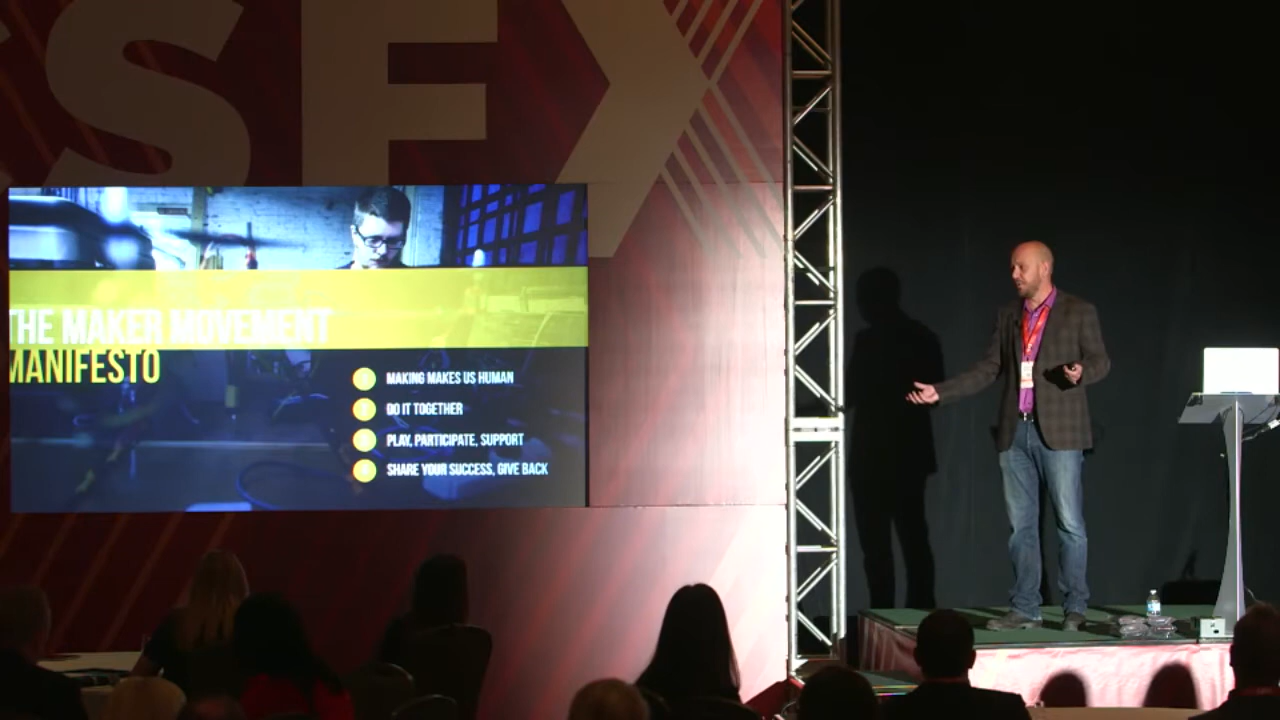 SF
THE MAKER MOVEMENT
MANIFESTO
MAKING MAKES US HUMAN
DO IT TOGETHER
PLAY, PARTICIPATE, SUPPORT
SHARE YOUR SUCCESS, GIVE BACK